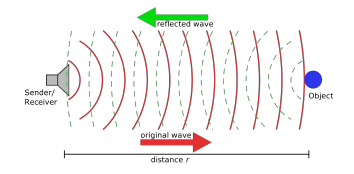 reflected wave
Sender/
Receiver
Object
original wave
distance r